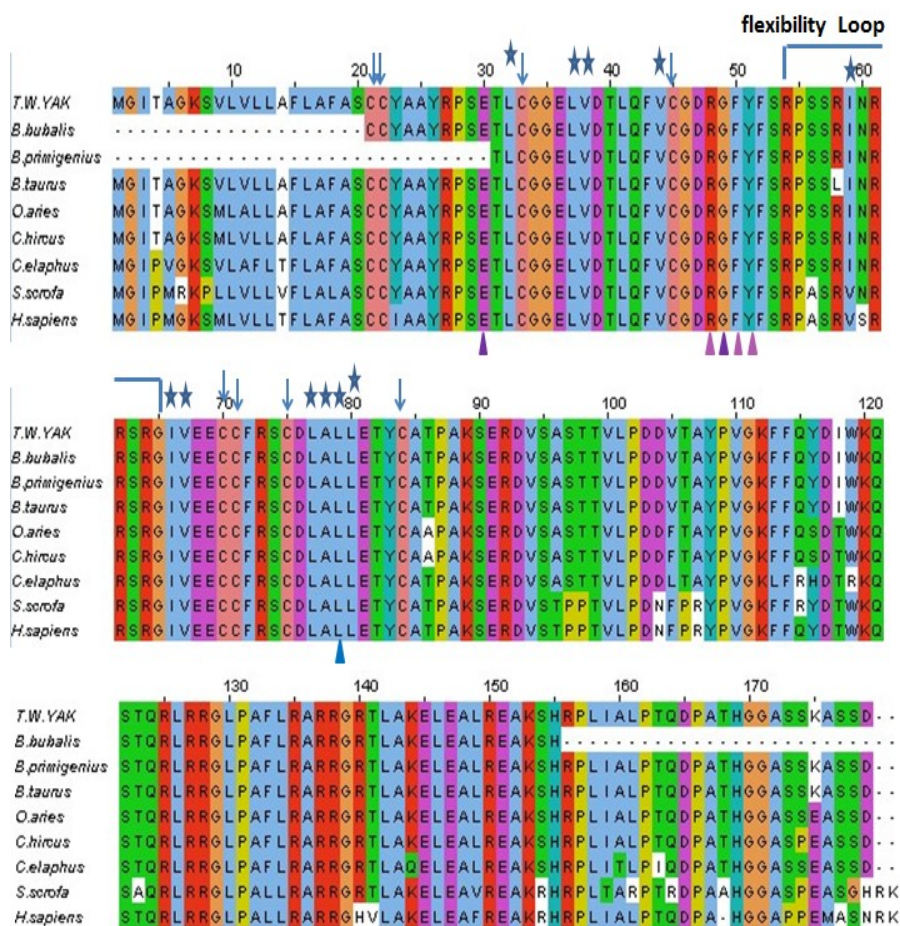 flexibility Loop
10 20 30 40 50 60
T.W.YAK MGITAGKSVLVLLAFLAFASCCYAAYRPSETLCGGELVDTLQFVCGDRGFYFSRPSSRINR
B.bubalis ....................CCYAAYRPSETLCGGELVDTLQFVCGDRGFYFSRPSSRINR
B.primigenius ..............................TLCGGELVDTLQFVCGDRGFYFSRPSSRINR
B.taurus MGITAGKSVLVLLAFLAFASCCYAAYRPSETLCGGELVDTLQFVCGDRGFYFSRPSSLINR
O.aries MGITAGKSMLALLAFLAFASCCYAAYRPSETLCGGELVDTLQFVCGDRGFYFSRPSSRINR
C.hircus MGITAGKSMLVLLAFLAFASCCYAAYRPSETLCGGELVDTLQFVCGDRGFYFSRPSSRINR
C.elaphus MGIPVGKSVLAFLTFLAFASCCYAAYRPSETLCGGELVDTLQFVCGDRGFYFSRPSSRINR
S.scrofa MGIPMRKPLLVLLVFLALASCCYAAYRPSETLCGGELVDTLQFVCGDRGFYFSRPASRVNR
H.sapiens MGIPMGKSMLVLLTFLAFASCCIAAYRPSETLCGGELVDTLQFVCGDRGFYFSRPASRVSR
70 80 90 100 110 120
T.W.YAK RSRGIVEECCFRSCDLALLETYCATPAKSERDVSASTTVLPDDVTAYPVGKFFQYDIWKQ
B.bubalis RSRGIVEECCFRSCDLALLETYCATPAKSERDVSASTTVLPDDVTAYPVGKFFQYDIWKQ
B.primigenius RSRGIVEECCFRSCDLALLETYCATPAKSERDVSASTTVLPDDVTAYPVGKFFQYDIWKQ
B.taurus RSRGIVEECCFRSCDLALLETYCATPAKSERDVSASTTVLPDDVTAYPVGKFFQYDIWKQ
O.aries RSRGIVEECCFRSCDLALLETYCAAPAKSERDVSASTTVLPDDFTAYPVGKFFQYDTWKQ
C.hircus RSRGIVEECCFRSCDLALLETYCAAPAKSERDVSASTTVLPDDFTAYPVGKFFQSDTWKQ
C.elaphus RSRGIVEECCFRSCDLALLETYCATPAKSERDVSASTTVLPDDLTAYPVGKLFRHDTRKQ
S.scrofa RSRGIVEECCFRSCDLALLETYCATPAKSERDVSTPPTVLPDNFPRYPVGKFFRYDTWKQ
H.sapiens RSRGIVEECCFRSCDLALLETYCATPAKSERDVSTPPTVLPDNFPRYPVGKFFQYDTWKQ
130 140 150 160 170
T.W.YAK STQRLRRGLPAFLRARRGRTLAKELEALREAKSHRPLIALPTQDPATHGGASSKASSD--
B.bubalis STQRLRRGLPAFLRARRGRTLAKELEALREAKSH..........................
B.primigenius STQRLRRGLPAFLRARRGRTLAKELEALREAKSHRPLIALPTQDPATHGGASSKASSD--
B.taurus STQRLRRGLPAFLRARRGRTLAKELEALREAKSHRPLIALPTQDPATHGGASSKASSD--
O.aries STQRLRRGLPAFLRARRGRTLAKELEALREAKSHRPLIALPTQDPATHGGASSEASSD--
C.hircus STQRLRRGLPAFLRARRGRTLAKELEALREAKSHRPLIALPTQDPATHGGASPEASSD--
C.elaphus STQRLRRGLPAFLRARRGRTLAQELEALREAKSHRPLTALPIQDPATHGGASSEASSD--
S.scrofa SAQRLRRGLPALLRARRGRTLAKELEAVREAKRHRPLTARPTRDPAAHGGASPEASGHRK
H.sapiens STQRLRRGLPALLRARRGHVLAKELEAFREAKRHRPLIALPTQDPA-HGGAPPEMASNRK